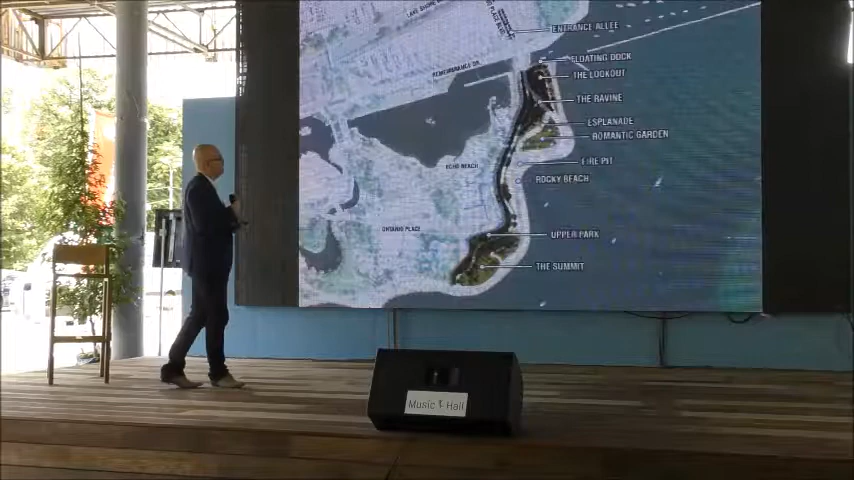 LAKE SHORE
ENTRANCE ALLEE
REMEMBRANCE DR.
FLOATING DOCK
THE LOOKOUT
THE RAVINE
ESPLANADE
ROMANTIC GARDEN
FIRE PIT
ECHO BEACH
ROCKY BEACH
ONTARIO PLACE
UPPER PARK
THE SUMMIT
Music Hall